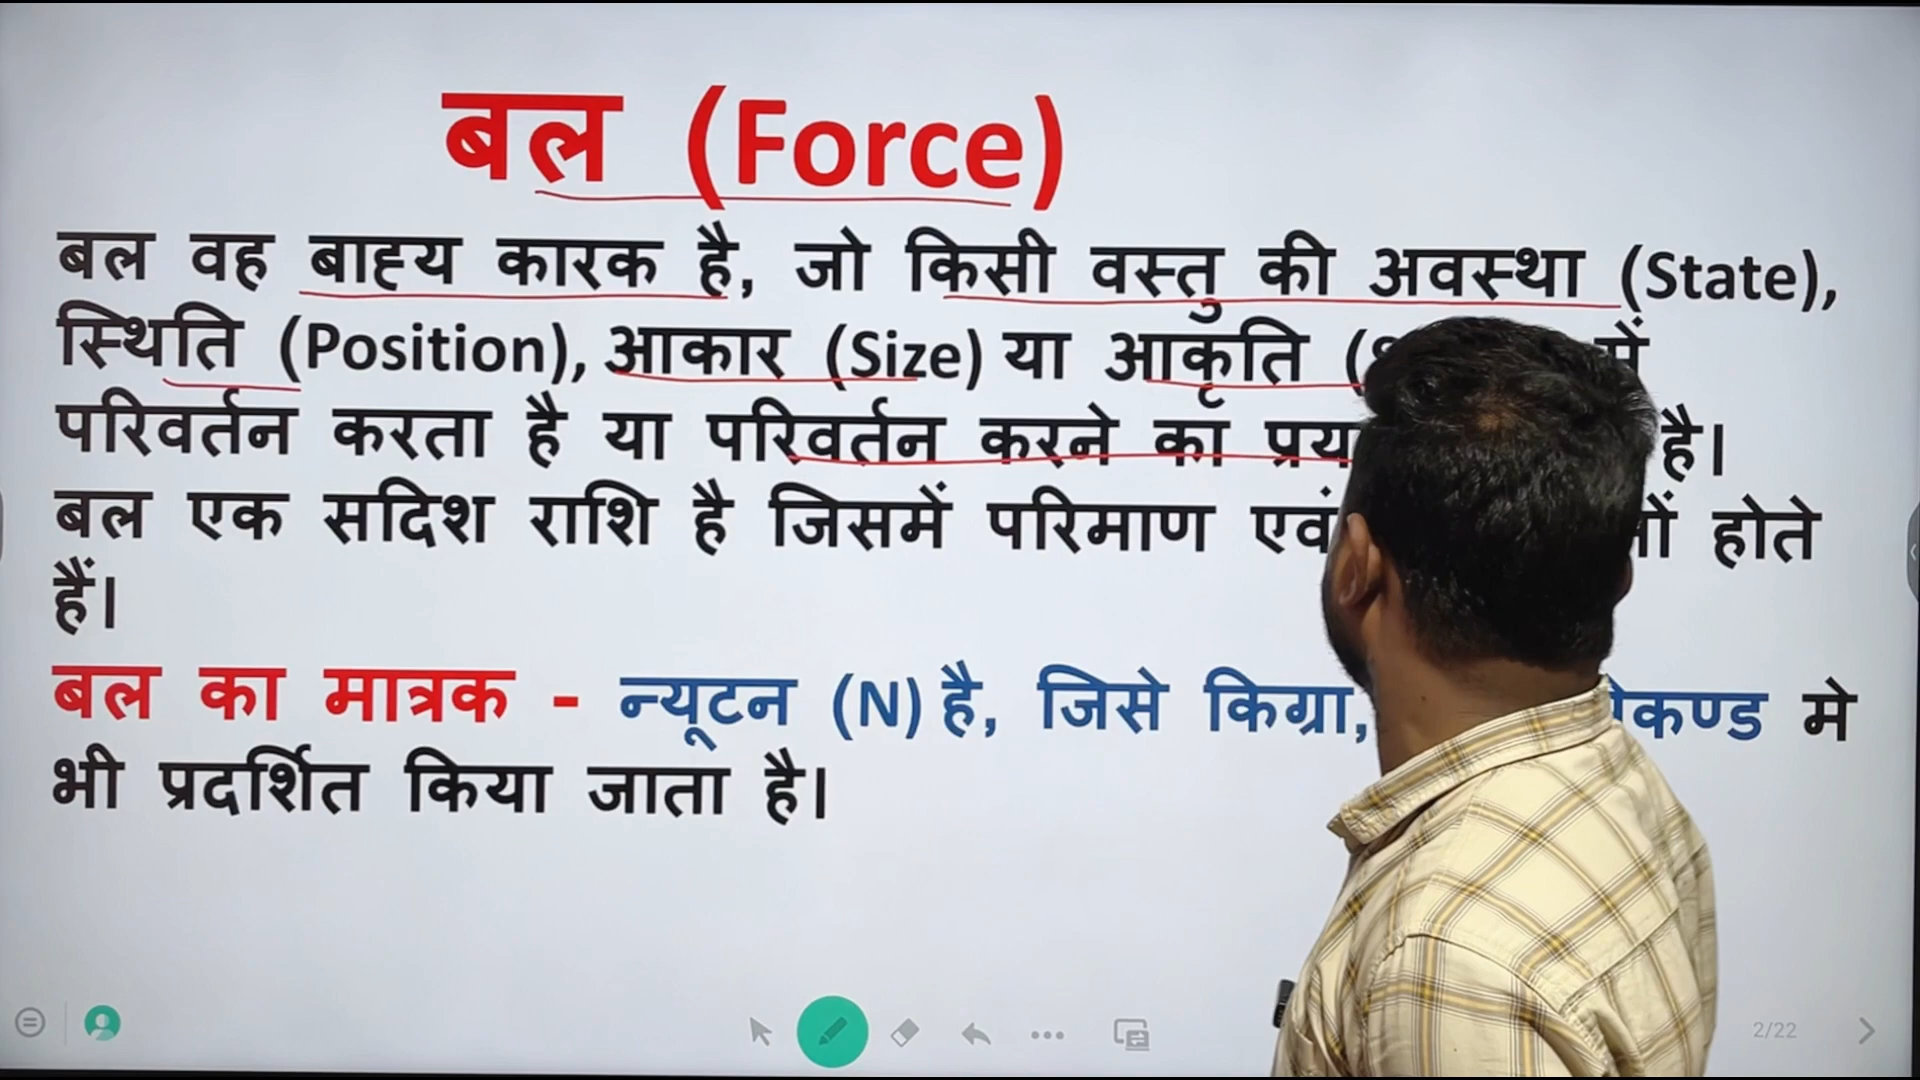 बल (Force)
बल वह बाह्य कारक है, जो किसी वस्तु की अवस्था (State),
स्थिति (Position), आकार (Size) या आकृति में
परिवर्तन करता है या परिवर्तन करने का है।
बल एक सदिश राशि है जिसमें परिमाण एवं होते
हैं।
बल का मात्रक - न्यूटन (N) है, जिसे किग्रा, मे
भी प्रदर्शित किया जाता है।
2/22